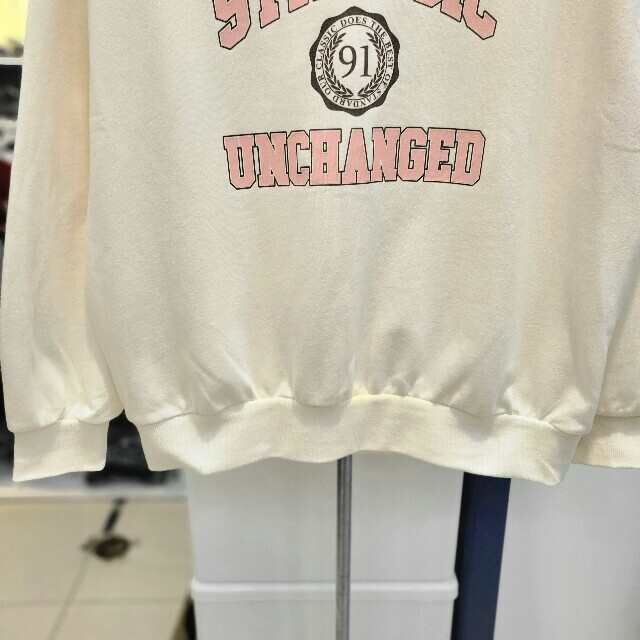 OUR CLASSIC DOES THE BEST OF STANDARD
91
UNCHANGED